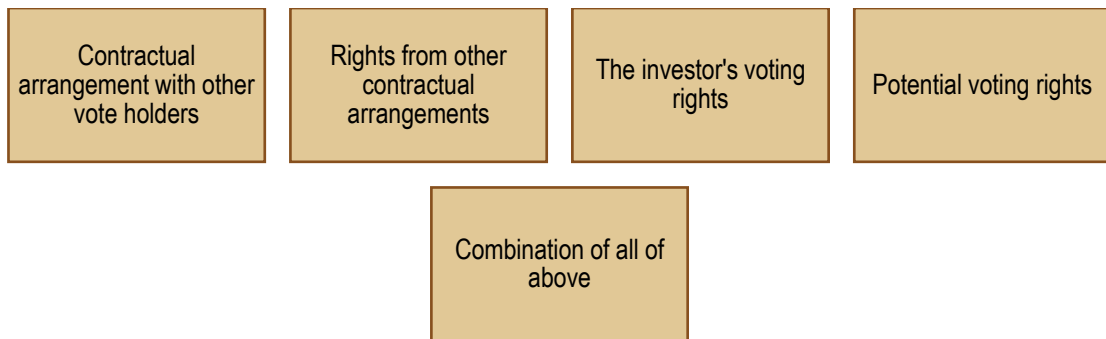 Contractual
arrangement with other
vote holders
Rights from other
contractual
arrangements
The investor's voting
rights
Potential voting rights
Combination of all of
above